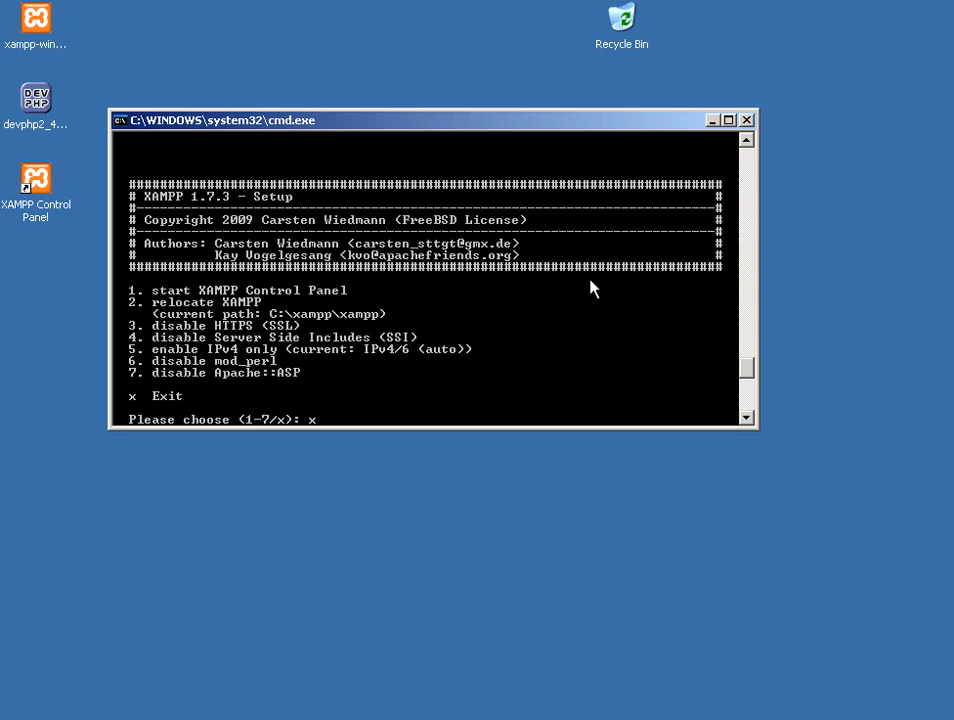 xampp-win...
Recycle Bin
DEV
PHP
devphp2_4...
XAMPP Control
Panel
C:\WINDOWS\system32\cmd.exe
############################################################################
# XAMPP 1.7.3 - Setup #
#--------------------------------------------------------------------------#
# Copyright 2009 Carsten Wiedmann (FreeBSD License) #
#--------------------------------------------------------------------------#
# Authors: Carsten Wiedmann <carsten_sttgt@gmx.de> #
# Kay Vogelgesang <kvo@apachefriends.org> #
############################################################################
1. start XAMPP Control Panel
2. relocate XAMPP
(current path: C:\xampp\xampp)
3. disable HTTPS (SSL)
4. disable Server Side Includes (SSI)
5. enable IPv4 only (current: IPv4/6 (auto))
6. disable mod_perl
7. disable Apache::ASP
x Exit
Please choose (1-7/x): x